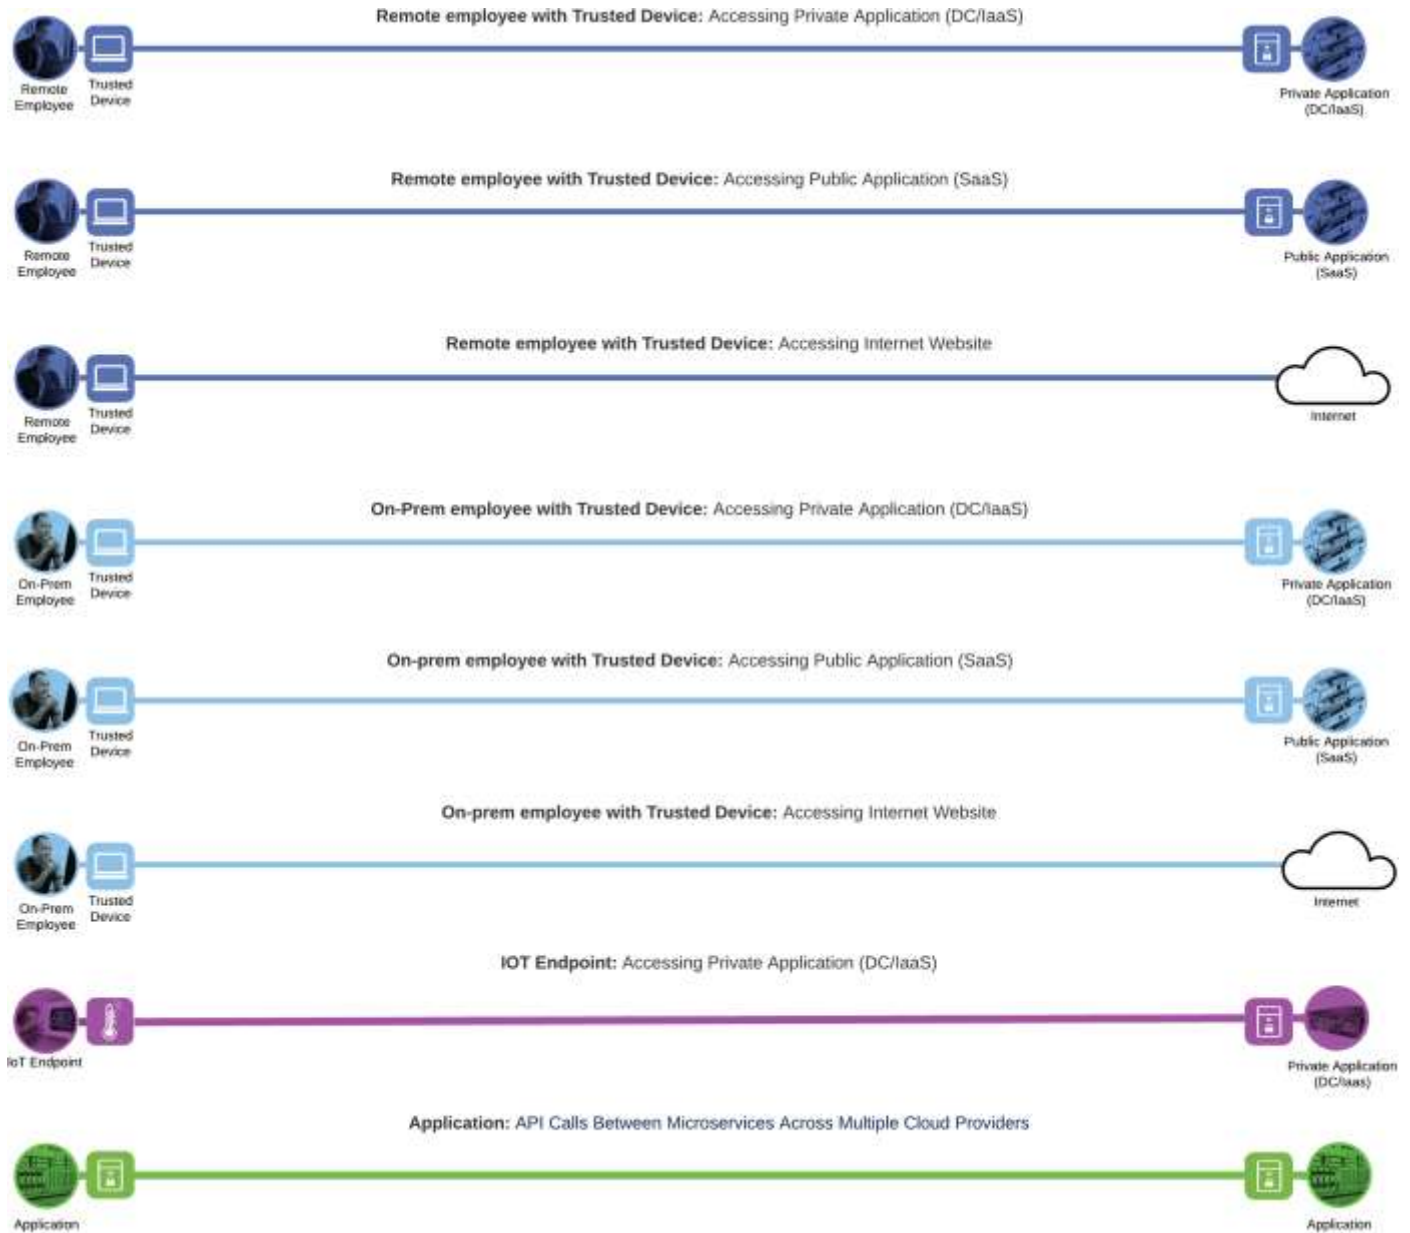 Remote employee with Trusted Device: Accessing Private Application (DC/IaaS)
Remote
Employee
Trusted
Device
Private Application
(DC/IaaS)
Remote employee with Trusted Device: Accessing Public Application (SaaS)
Remote
Employee
Trusted
Device
Public Application
(SaaS)
Remote employee with Trusted Device: Accessing Internet Website
Remote
Employee
Trusted
Device
Internet
On-Prem employee with Trusted Device: Accessing Private Application (DC/IaaS)
On-Prem
Employee
Trusted
Device
Private Application
(DC/IaaS)
On-prem employee with Trusted Device: Accessing Public Application (SaaS)
On-Prem
Employee
Trusted
Device
Public Application
(SaaS)
On-prem employee with Trusted Device: Accessing Internet Website
On-Prem
Employee
Trusted
Device
Internet
IOT Endpoint: Accessing Private Application (DC/IaaS)
IoT Endpoint
Private Application
(DC/Iaas)
Application: API Calls Between Microservices Across Multiple Cloud Providers
Application
Application